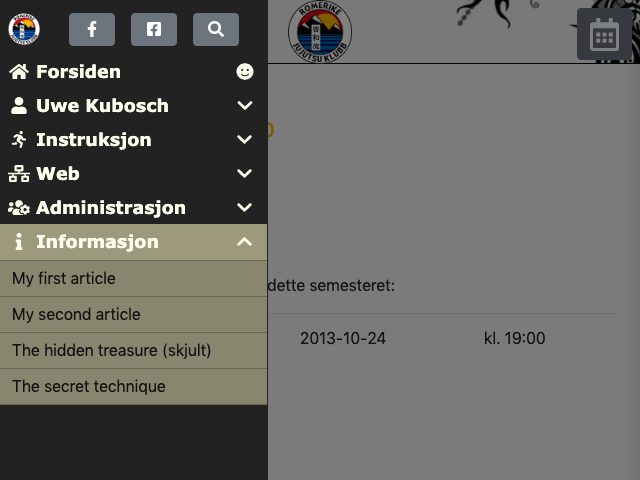 ROMERIKE
JUJUTSU KLUBB
Forsiden
Uwe Kubosch
Instruksjon
Web
Administrasjon
Informasjon
My first article
My second article
The hidden treasure (skjult)
The secret technique
dette semesteret:
2013-10-24
kl. 19:00